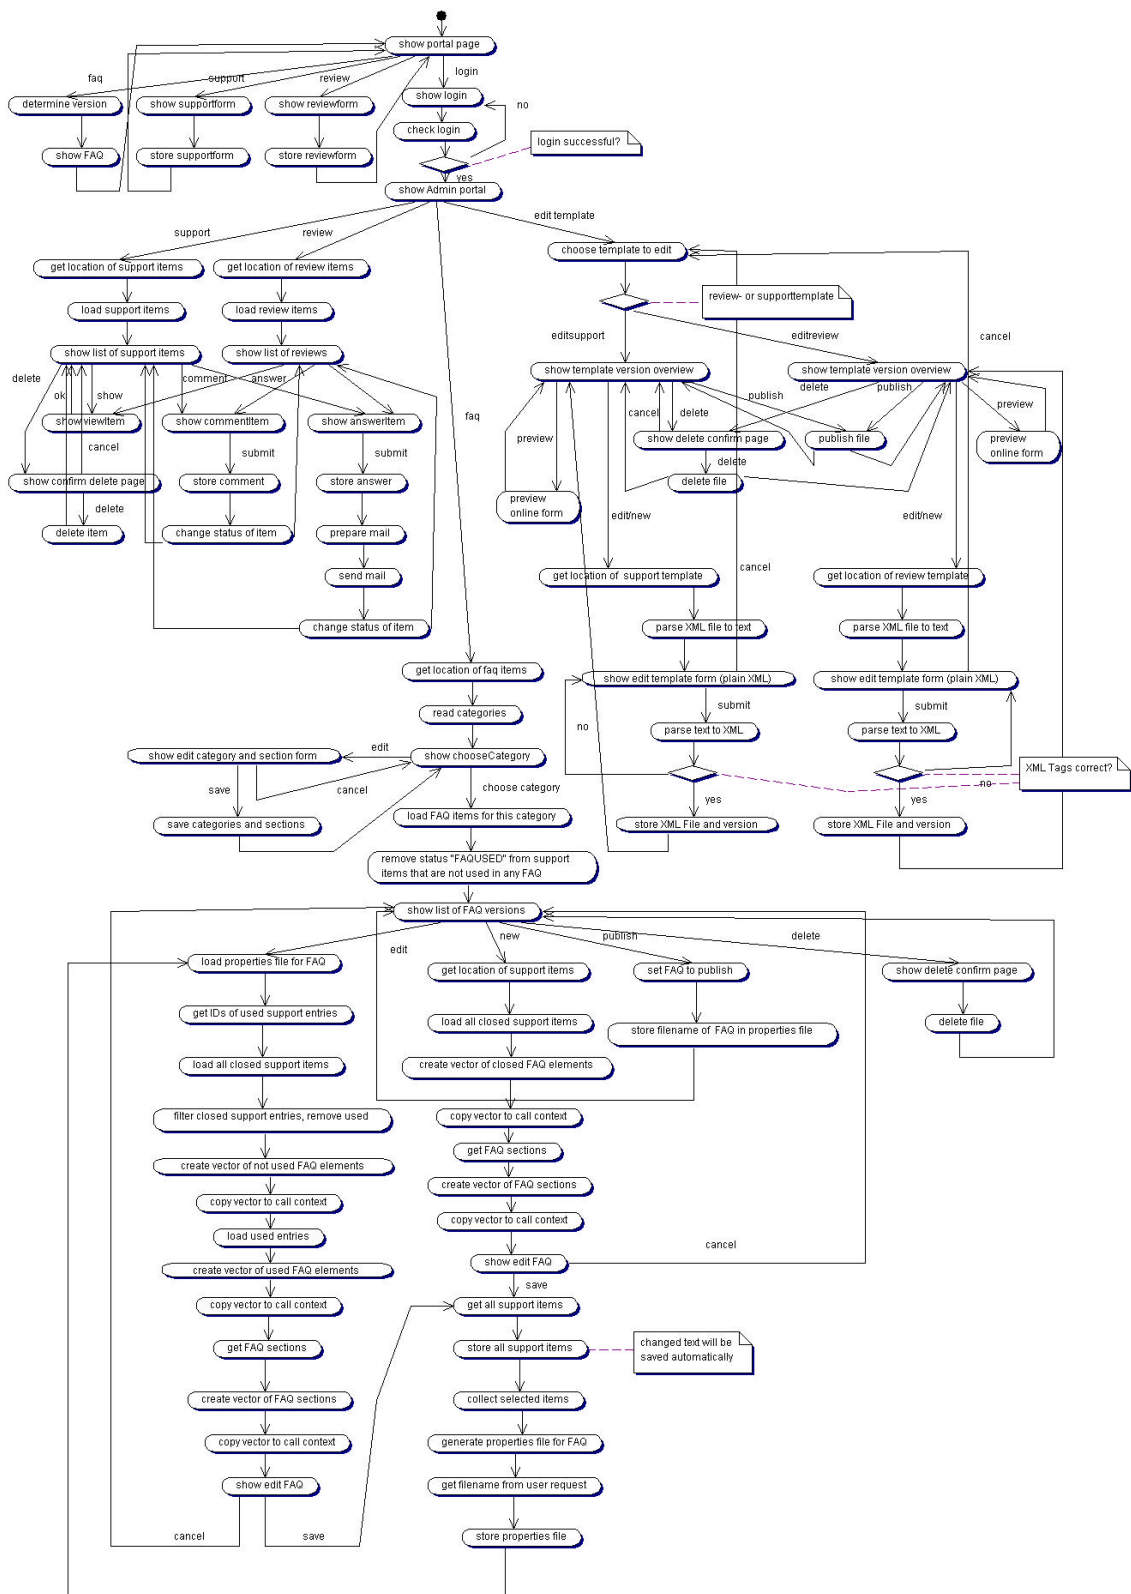 show portal page
faq
support
review
login
determine version
show supportform
show reviewform
show login
no
check login
login successful?
show FAQ
store supportform
store reviewform
yes
show Admin portal
edit template
support
review
choose template to edit
get location of support items
get location of review items
review- or supporttemplate
load support items
load review items
editsupport
editreview
cancel
show list of support items
show list of reviews
show template version overview
show template version overview
delete
ok
show
comment
answer
cancel
delete
publish
delete
publish
preview
preview
faq
show viewItem
show commentItem
show answerItem
show delete confirm page
publish file
preview
online form
cancel
submit
submit
delete
show confirm delete page
store comment
store answer
delete file
preview
online form
delete
edit/new
edit/new
delete item
change status of item
prepare mail
send mail
get location of support template
cancel
get location of review template
change status of item
parse XML file to text
parse XML file to text
get location of faq items
show edit template form (plain XML)
show edit template form (plain XML)
read categories
submit
submit
no
parse text to XML
parse text to XML
show edit category and section form
edit
show chooseCategory
XML Tags correct?
no
save
cancel
choose category
yes
yes
save categories and sections
load FAQ items for this category
store XML File and version
store XML File and version
remove status "FAQUSED" from support
items that are not used in any FAQ
show list of FAQ versions
edit
new
publish
delete
load properties file for FAQ
get location of support items
set FAQ to publish
show delete confirm page
get IDs of used support entries
load all closed support items
store filename of FAQ in properties file
delete file
load all closed support items
create vector of closed FAQ elements
filter closed support entries, remove used
copy vector to call context
get FAQ sections
create vector of not used FAQ elements
create vector of FAQ sections
copy vector to call context
copy vector to call context
load used entries
cancel
create vector of used FAQ elements
show edit FAQ
save
copy vector to call context
get all support items
get FAQ sections
store all support items
changed text will be
saved automatically
create vector of FAQ sections
collect selected items
copy vector to call context
generate properties file for FAQ
show edit FAQ
get filename from user request
cancel
save
store properties file